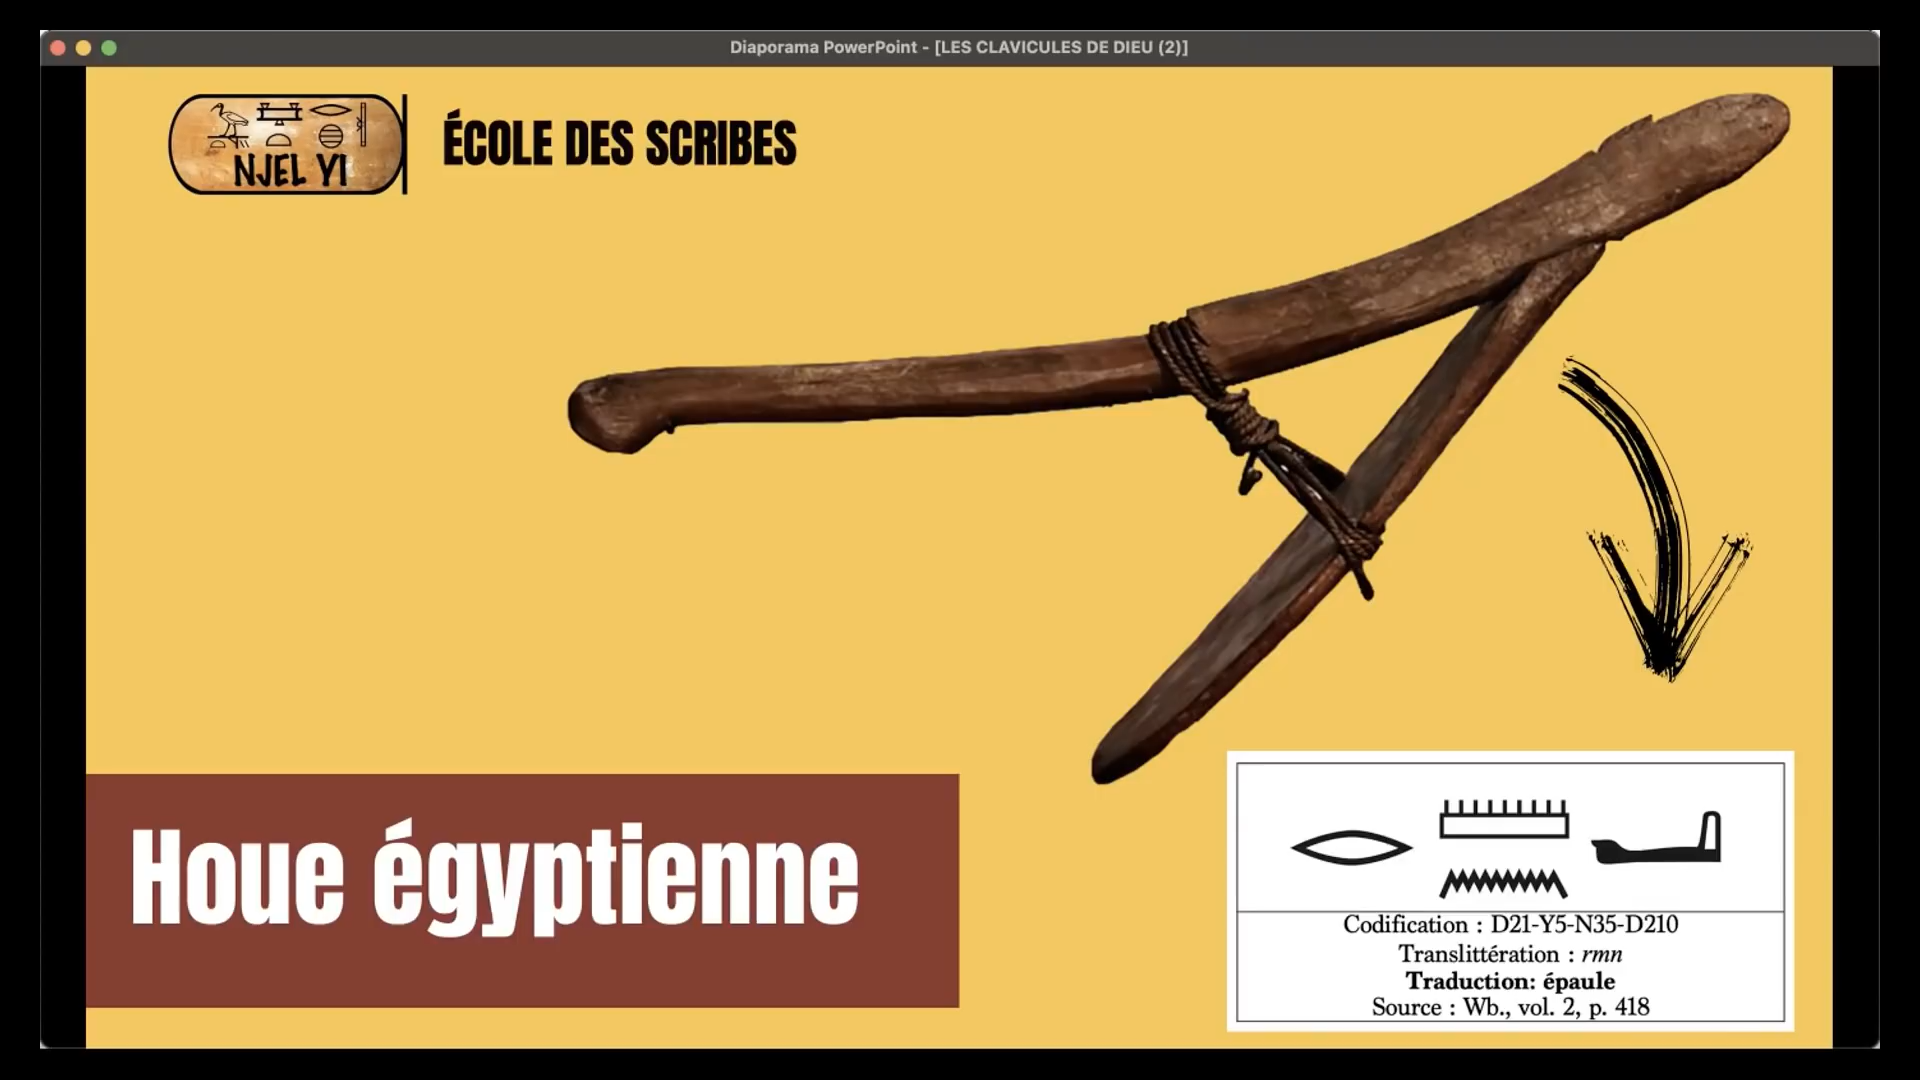 Diaporama PowerPoint - [LES CLAVICULES DE DIEU (2)]
NJEL YI
ÉCOLE DES SCRIBES
Houe égyptienne
Codification : D21-Y5-N35-D210
Translittération : rmn
Traduction: épaule
Source : Wb., vol. 2, p. 418